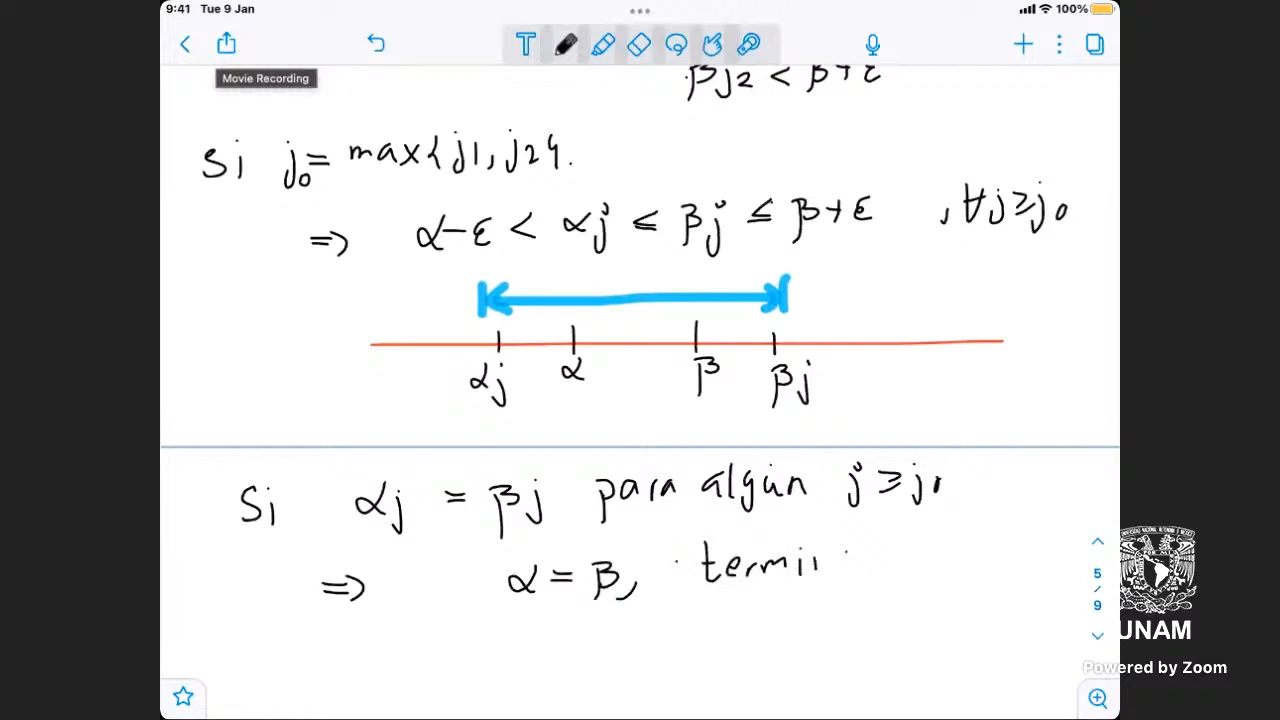 9:41 Tue 9 Jan
100%
T
Movie Recording
βj2 < β+ε
Si j0= max{j1, j2}.
=> α-ε < αj ≤ βj ≤ β+ε , ∀j≥j0
αj α β βj
Si αj = βj para algún j ≥ j0
=> α = β, termi
5
/
9
UNAM
Powered by Zoom